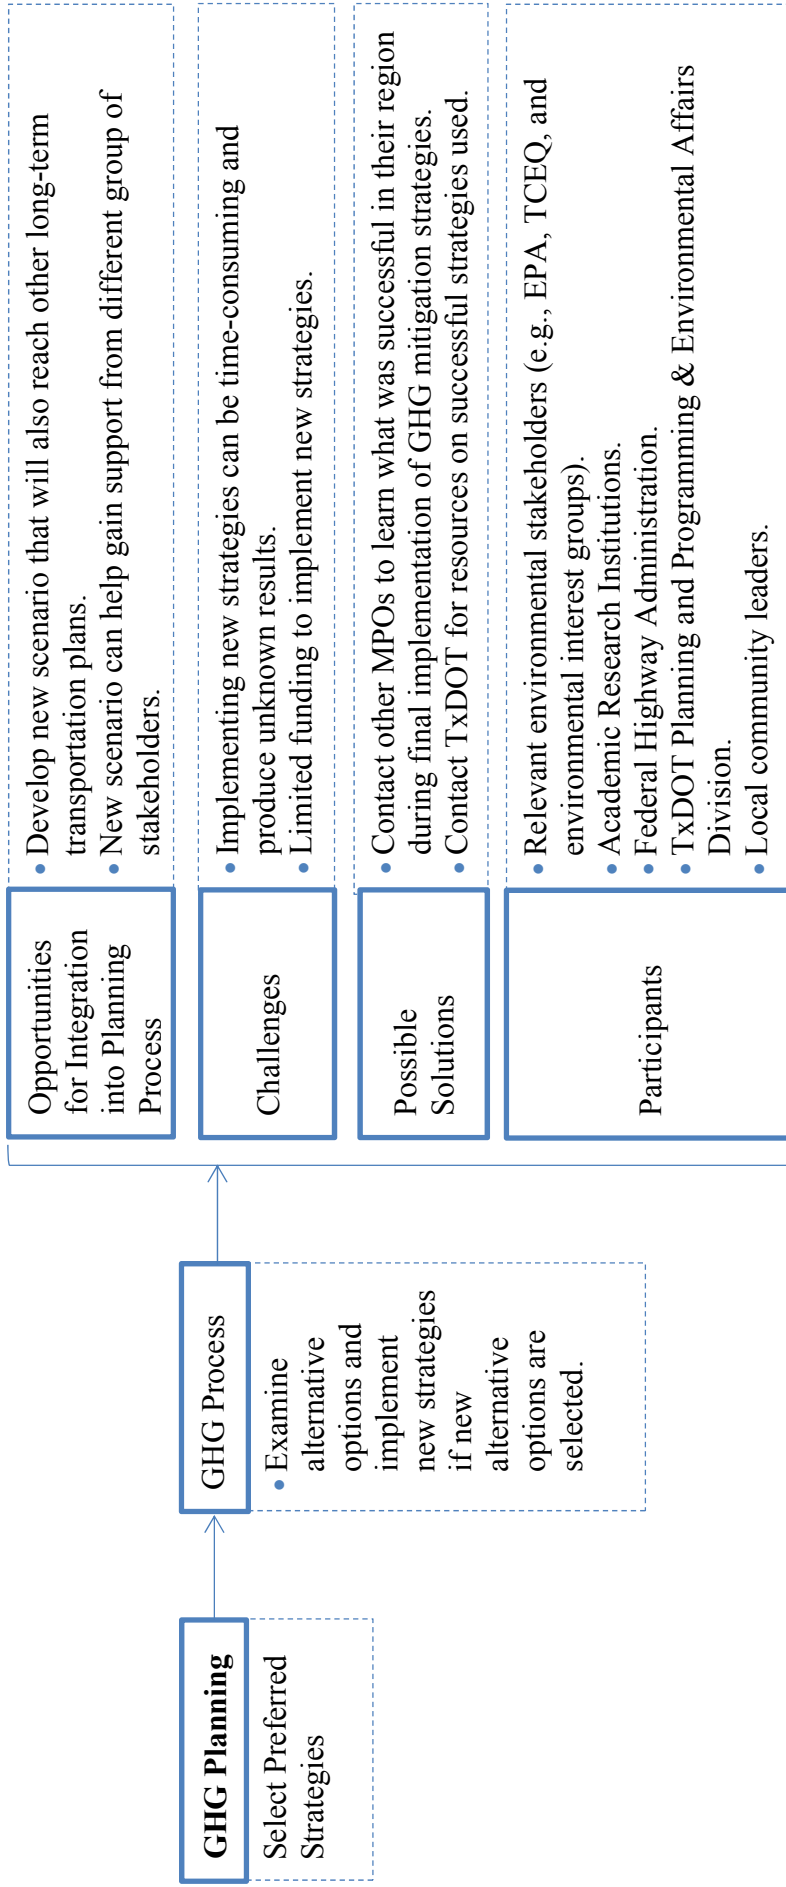 GHG Planning
Select Preferred
Strategies
GHG Process
• Examine
alternative
options and
implement
new strategies
if new
alternative
options are
selected.
Opportunities
for Integration
into Planning
Process
• Develop new scenario that will also reach other long-term
transportation plans.
• New scenario can help gain support from different group of
stakeholders.
Challenges
• Implementing new strategies can be time-consuming and
produce unknown results.
• Limited funding to implement new strategies.
Possible
Solutions
• Contact other MPOs to learn what was successful in their region
during final implementation of GHG mitigation strategies.
• Contact TxDOT for resources on successful strategies used.
Participants
• Relevant environmental stakeholders (e.g., EPA, TCEQ, and
environmental interest groups).
• Academic Research Institutions.
• Federal Highway Administration.
• TxDOT Planning and Programming & Environmental Affairs
Division.
• Local community leaders.